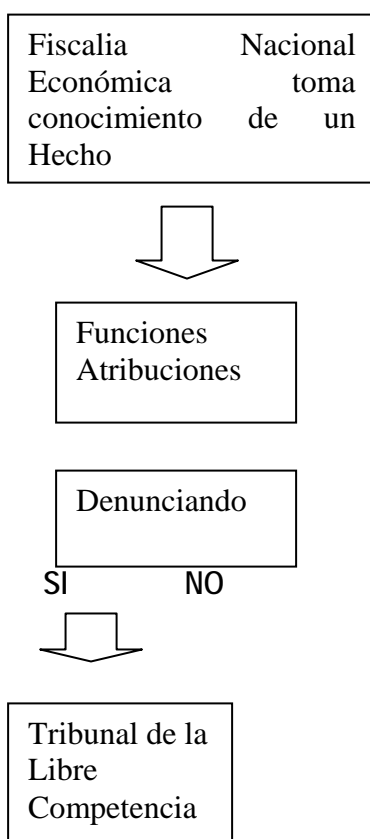 Fiscalia Nacional
Económica toma
conocimiento de un
Hecho
Funciones
Atribuciones
Denunciando
SI NO
Tribunal de la
Libre
Competencia